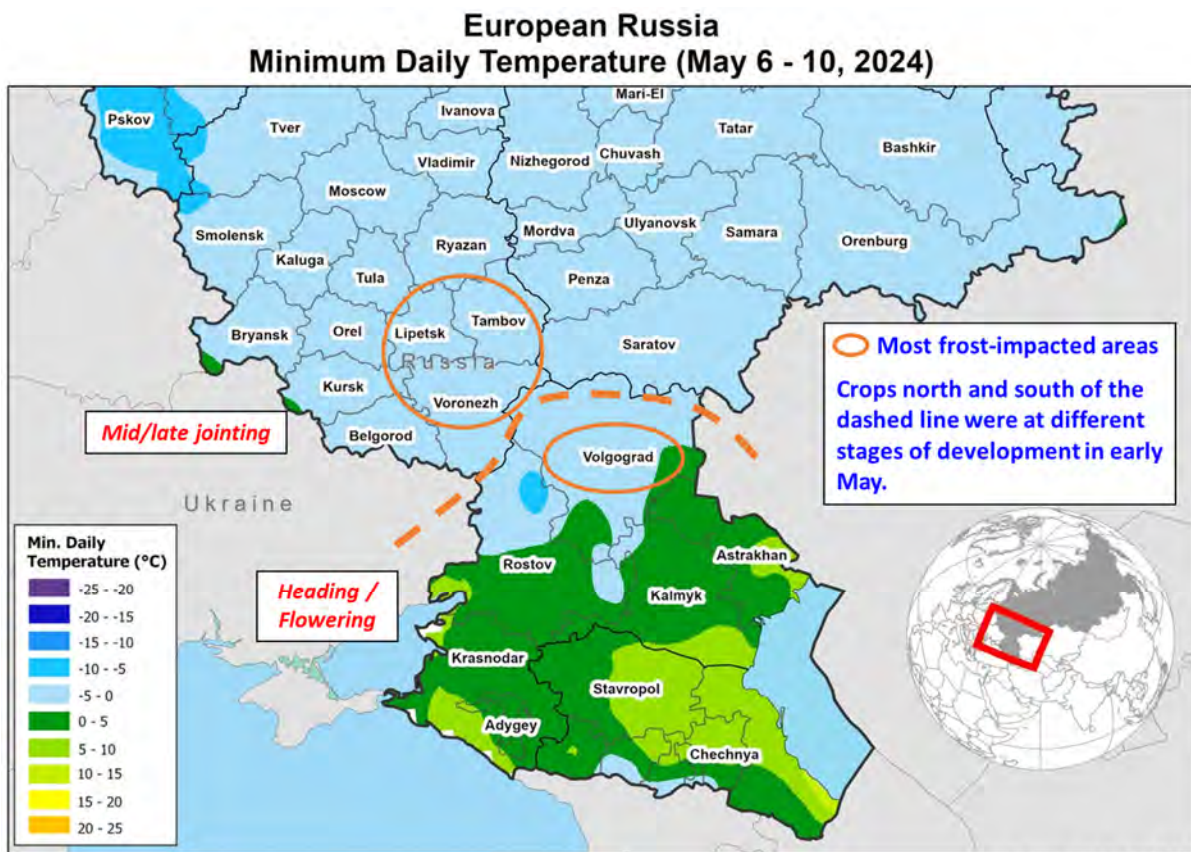 European Russia
Minimum Daily Temperature (May 6 - 10, 2024)
Pskov
Tver
Ivanova
Mari-El
Tatar
Bashkir
Vladimir
Nizhegorod
Chuvash
Moscow
Smolensk
Ryazan
Mordva
Ulyanovsk
Samara
Orenburg
Kaluga
Tula
Penza
Bryansk
Orel
Lipetsk
Tambov
Saratov
Russia
Kursk
Voronezh
Belgorod
Volgograd
Most frost-impacted areas
Crops north and south of the
dashed line were at different
stages of development in early
May.
Mid/late jointing
Ukraine
Heading /
Flowering
Rostov
Astrakhan
Kalmyk
Krasnodar
Stavropol
Adygey
Chechnya
Min. Daily
Temperature (°C)
-25 - -20
-20 - -15
-15 - -10
-10 - -5
-5 - 0
0 - 5
5 - 10
10 - 15
15 - 20
20 - 25